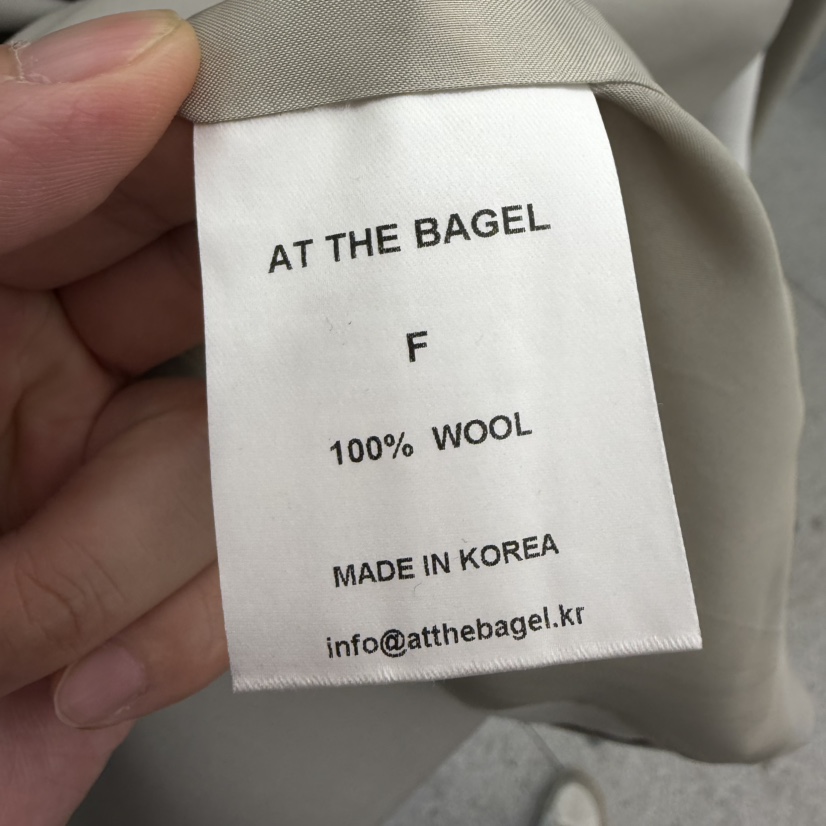 AT THE BAGEL
F
100% WOOL
MADE IN KOREA
info@atthebagel.kr